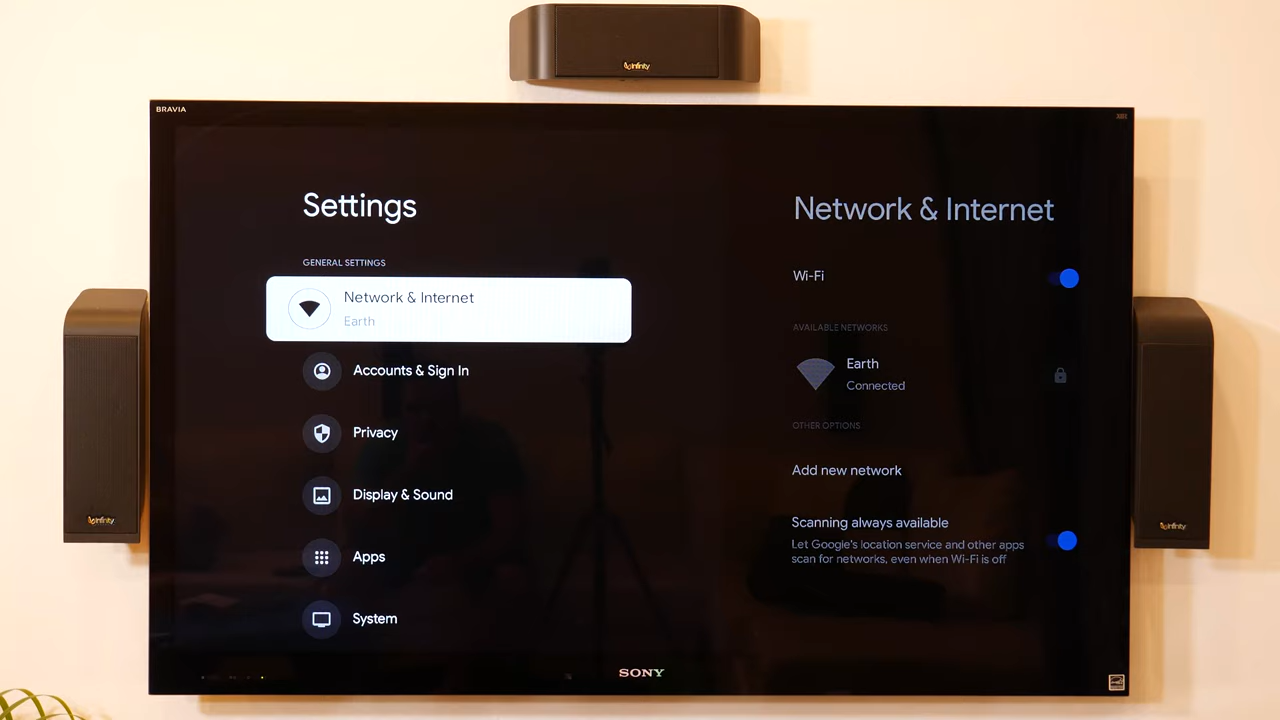 Infinity
BRAVIA
Settings
GENERAL SETTINGS
Network & Internet
Earth
Accounts & Sign In
Privacy
Display & Sound
Apps
System
Network & Internet
Wi-Fi
AVAILABLE NETWORKS
Earth
Connected
OTHER OPTIONS
Add new network
Scanning always available
Let Google's location service and other apps
scan for networks, even when Wi-Fi is off
SONY
Infinity
Infinity